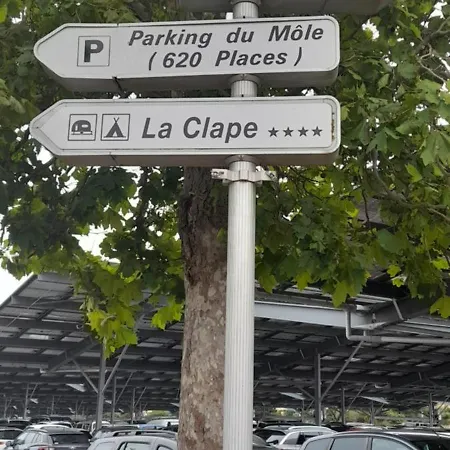 P Parking du Môle
(620 Places)
La Clape ★★★★